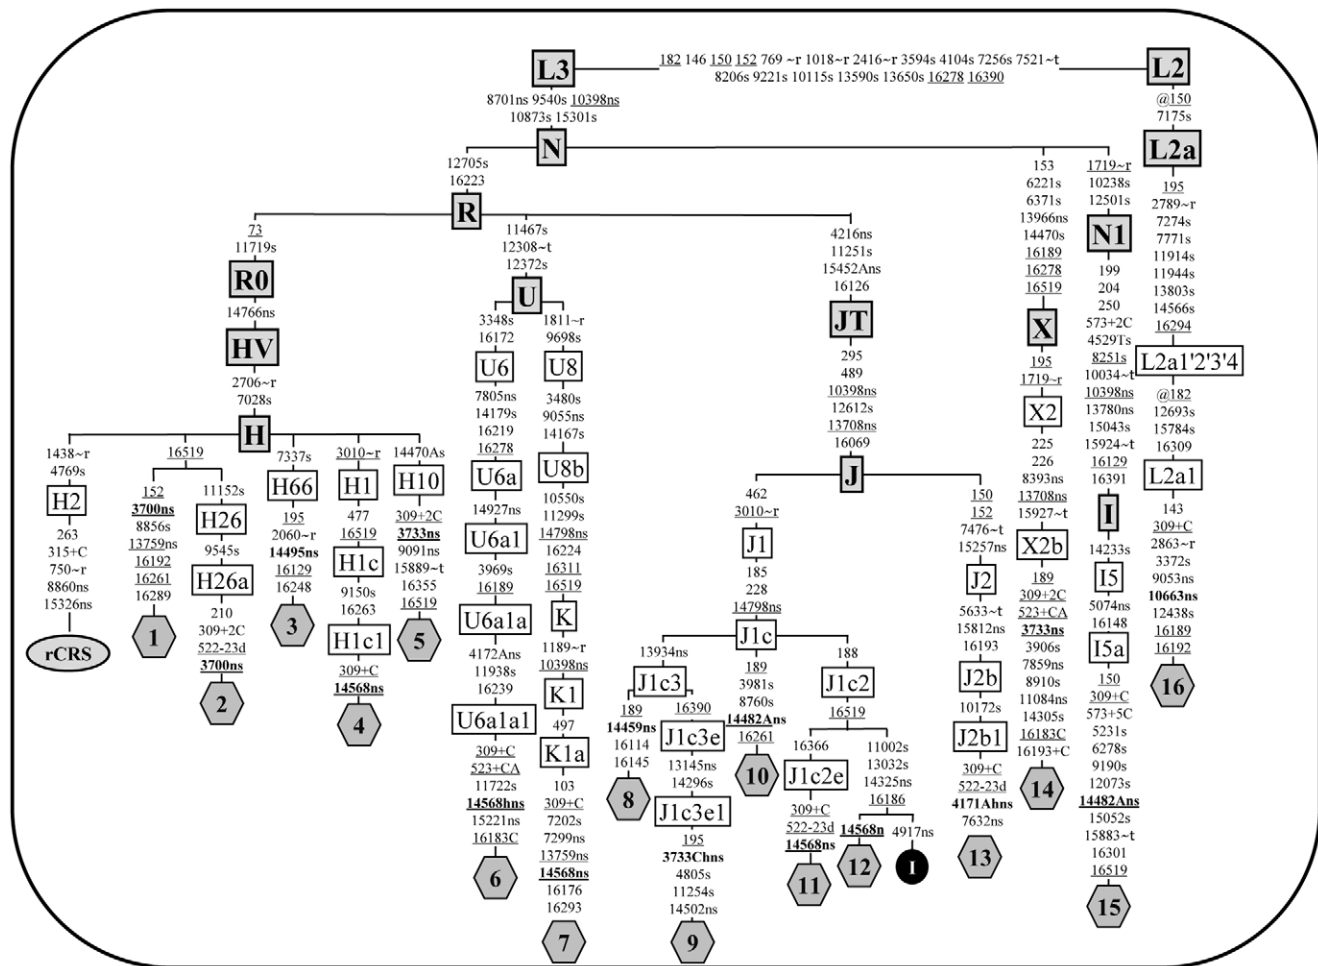 L3
182 146 150 152 769 ~r 1018~r 2416~r 3594s 4104s 7256s 7521~t
8206s 9221s 10115s 13590s 13650s 16278 16390
L2
8701ns 9540s 10398ns
10873s 15301s
N
@150
7175s
L2a
12705s
16223
R
153
6221s
6371s
13966ns
14470s
16189
16278
16519
X
1719~r
10238s
12501s
N1
195
2789~r
7274s
7771s
11914s
11944s
13803s
14566s
16294
L2a1'2'3'4
@182
12693s
15784s
16309
L2a1
143
309+C
2863~r
3372s
9053ns
10663ns
12438s
16189
16192
16
73
11719s
R0
14766ns
HV
2706~r
7028s
H
11467s
12308~t
12372s
U
4216ns
11251s
15452Ans
16126
JT
295
489
10398ns
12612s
13708ns
16069
J
1438~r
4769s
H2
263
315+C
750~r
8860ns
15326ns
rCRS
16519
152
3700ns
8856s
13759ns
16192
16261
16289
1
11152s
H26
9545s
H26a
210
309+2C
522-23d
3700ns
2
7337s
H66
195
2060~r
14495ns
16129
16248
3
3010~r
H1
477
16519
H1c
9150s
16263
H1c1
309+C
14568ns
4
14470As
H10
309+2C
3733ns
9091ns
15889~t
16355
16519
5
3348s
16172
U6
7805ns
14179s
16219
16278
U6a
14927ns
U6a1
3969s
16189
U6a1a
4172Ans
11938s
16239
U6a1a1
309+C
523+CA
11722s
14568hns
15221ns
16183C
6
1811~r
9698s
U8
3480s
9055ns
14167s
U8b
10550s
11299s
14798ns
16224
16311
16519
K
1189~r
10398ns
K1
497
K1a
103
309+C
7202s
7299ns
13759ns
14568ns
16176
16293
7
462
3010~r
J1
185
228
14798ns
J1c
13934ns
J1c3
189
14459ns
16114
16145
8
16390
J1c3e
13145ns
14296s
J1c3e1
195
3733Chns
4805s
11254s
14502ns
9
189
3981s
8760s
14482Ans
16261
10
188
J1c2
16519
16366
J1c2e
309+C
522-23d
14568ns
11
11002s
13032s
14325ns
16186
14568n
12
4917ns
I
150
152
7476~t
15257ns
J2
5633~t
15812ns
16193
J2b
10172s
J2b1
309+C
522-23d
4171Ahns
7632ns
13
195
1719~r
X2
225
226
8393ns
13708ns
15927~t
X2b
189
309+2C
523+CA
3733ns
3906s
7859ns
8910s
11084ns
14305s
16183C
16193+C
14
199
204
250
573+2C
4529Ts
8251s
10034~t
10398ns
13780ns
15043s
15924~t
16129
16391
I
14233s
I5
5074ns
16148
I5a
150
309+C
573+5C
5231s
6278s
9190s
12073s
14482Ans
15052s
15883~t
16301
16519
15